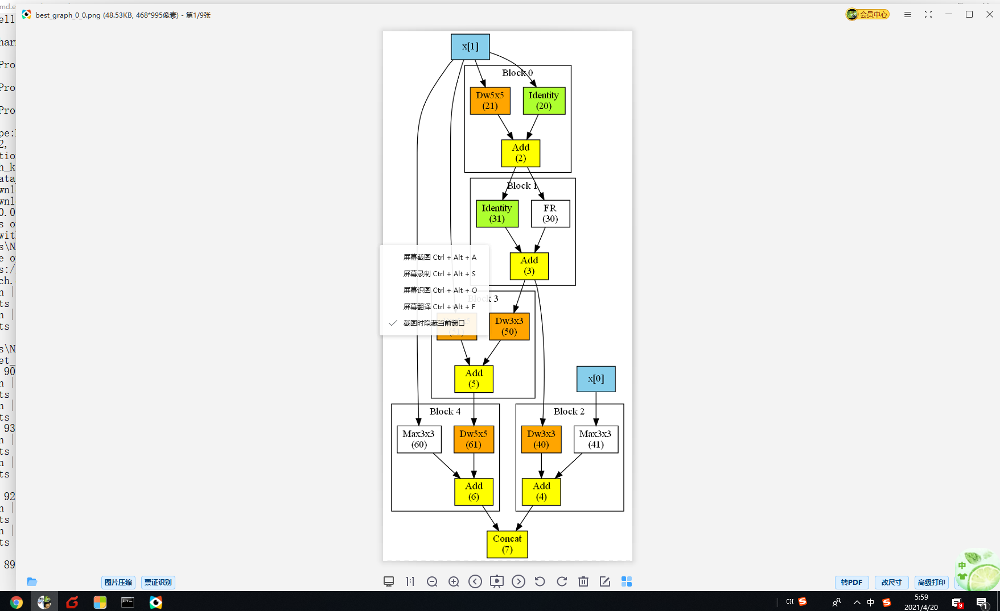 md.e
best_graph_0_0.png (48.53KB, 468*995像素) - 第1/9张
会员中心
ell
har
Pro
Pro
Pro
pe:
2,
tio
n_k
ata_
wnl
wnl
0.0
s o
wit
s\N
e o
s:/
ch.
n |
ts
n |
ts
s\N
et_
90
n |
ts
n |
ts
93
n |
ts
n |
ts
92
n |
ts
n |
ts
89
x[1]
Block 0
Dw5x5
(21)
Identity
(20)
Add
(2)
Block 1
Identity
(31)
FR
(30)
Add
(3)
屏幕截图 Ctrl + Alt + A
屏幕录制 Ctrl + Alt + S
屏幕识图 Ctrl + Alt + O
屏幕翻译 Ctrl + Alt + F
截图时隐藏当前窗口
Block 3
(51)
Dw3x3
(50)
Add
(5)
x[0]
Block 4
Max3x3
(60)
Dw5x5
(61)
Add
(6)
Block 2
Dw3x3
(40)
Max3x3
(41)
Add
(4)
Concat
(7)
图片压缩
票证识别
1:1
转PDF
改尺寸
高级打印
中
CH
中
5:59
2021/4/20
9
1